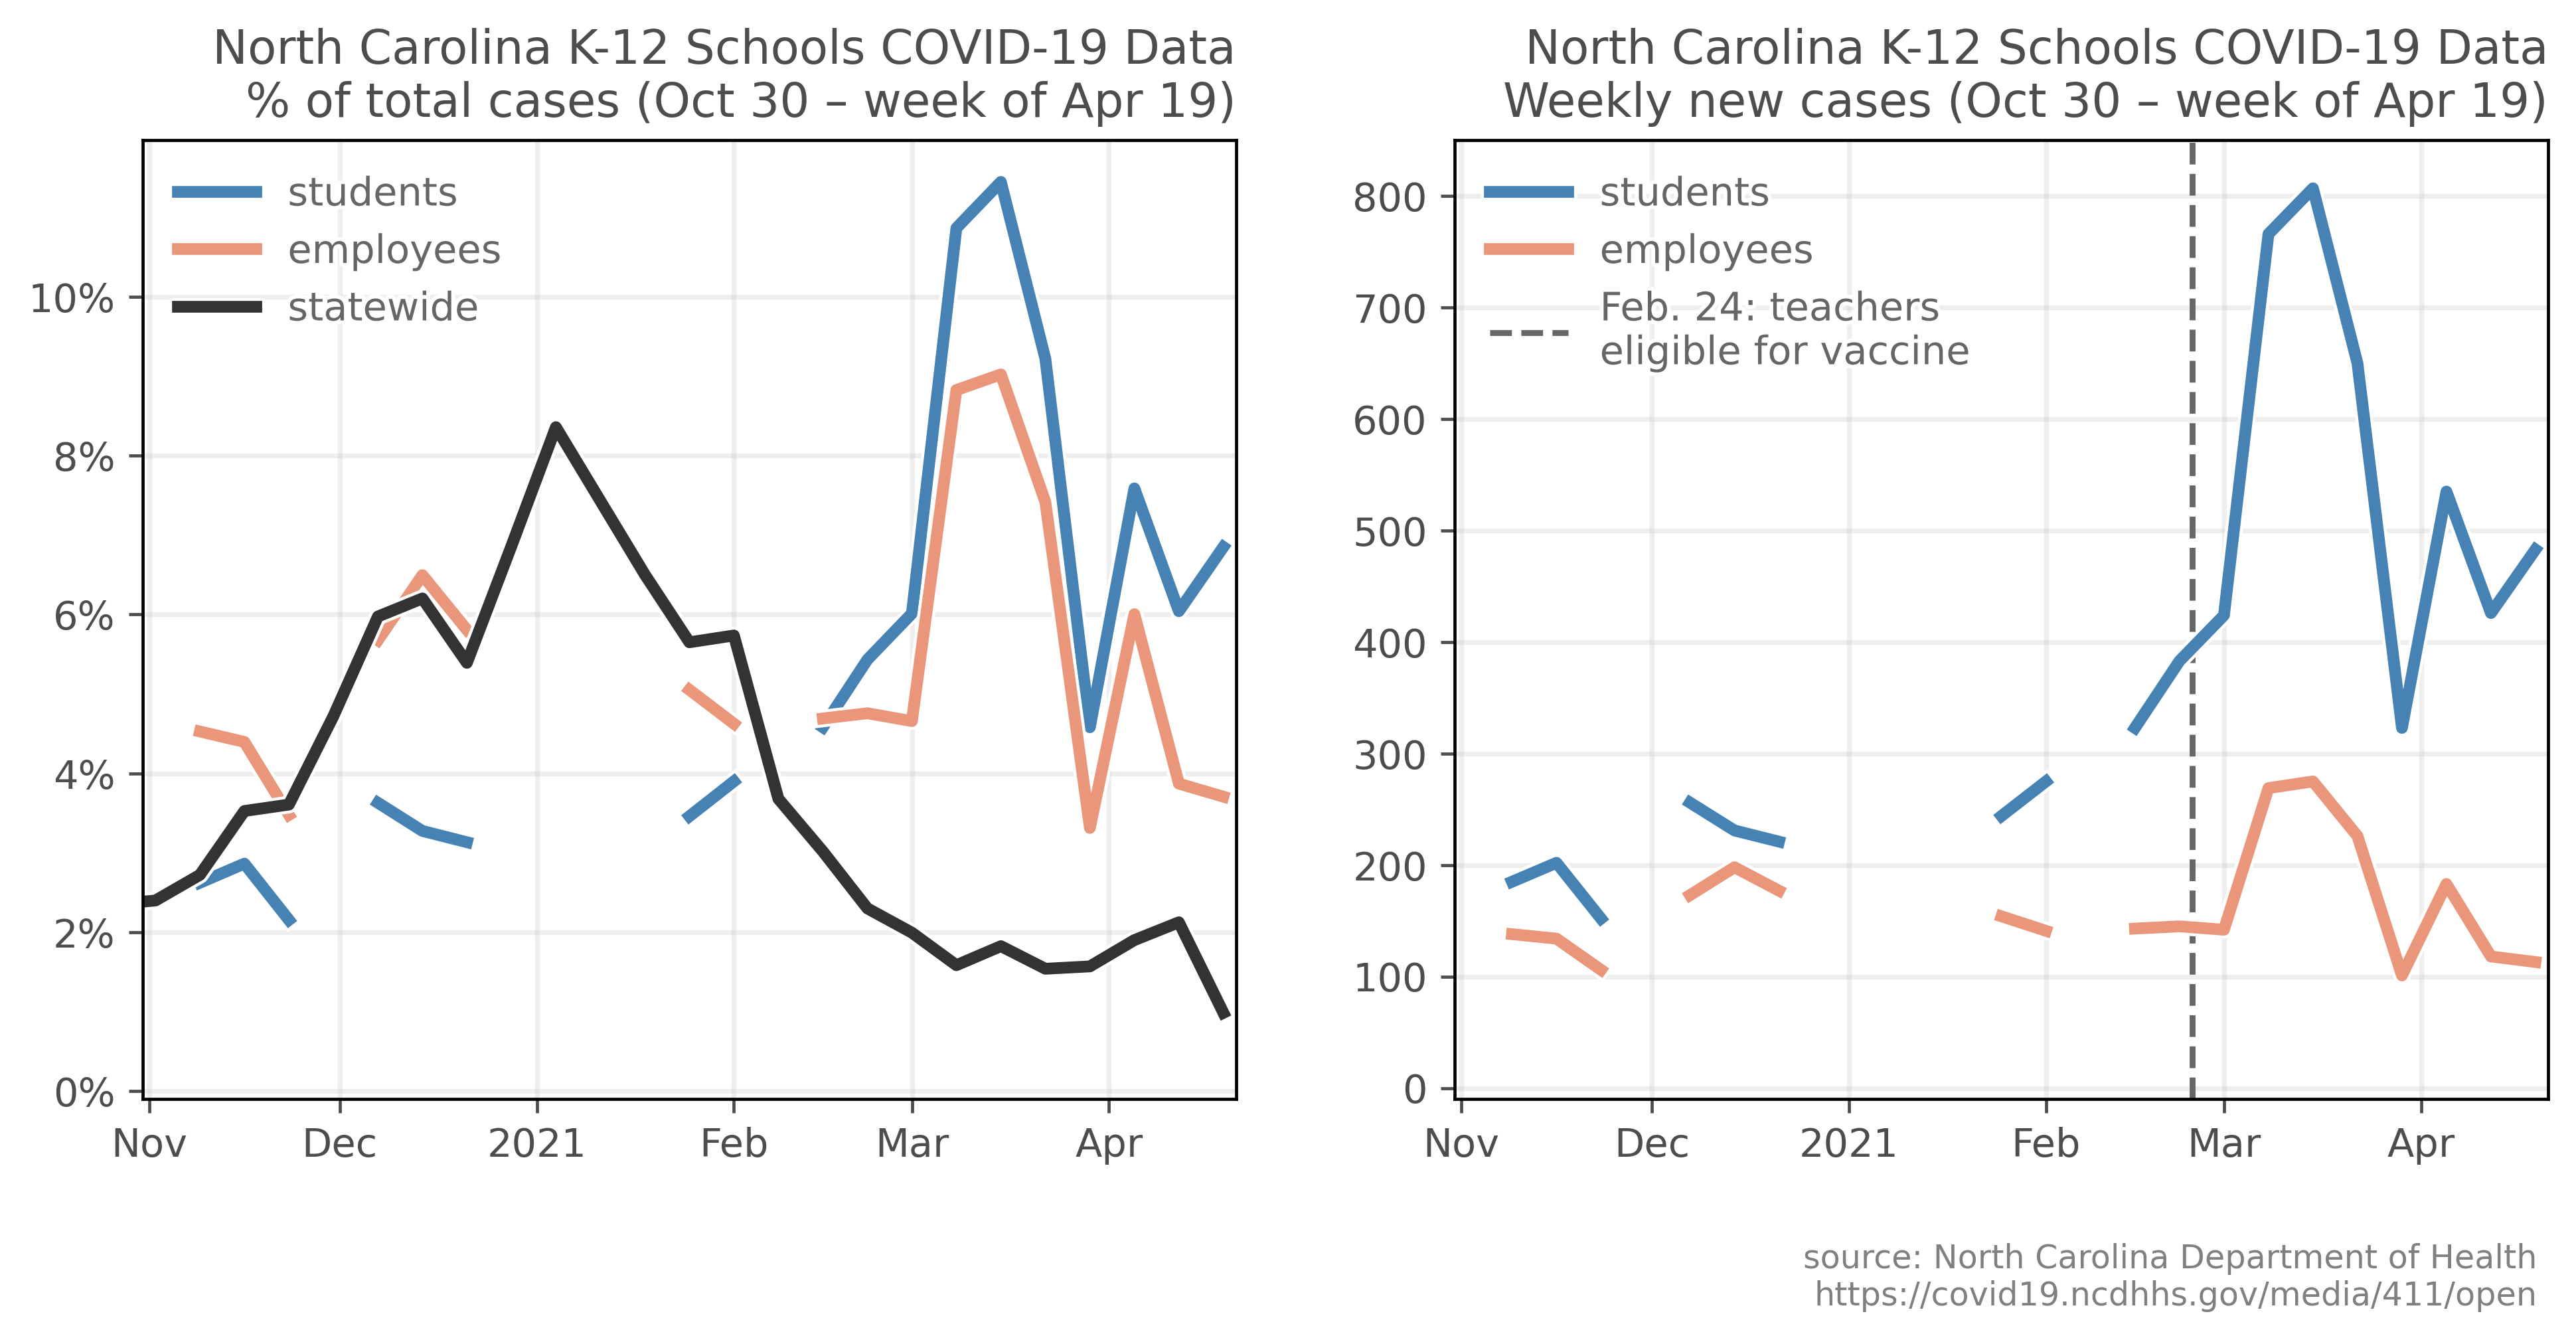 North Carolina K-12 Schools COVID-19 Data
% of total cases (Oct 30 – week of Apr 19)
students
employees
statewide
10%
8%
6%
4%
2%
0%
Nov
Dec
2021
Feb
Mar
Apr
North Carolina K-12 Schools COVID-19 Data
Weekly new cases (Oct 30 – week of Apr 19)
students
employees
Feb. 24: teachers
eligible for vaccine
800
700
600
500
400
300
200
100
0
Nov
Dec
2021
Feb
Mar
Apr
source: North Carolina Department of Health
https://covid19.ncdhhs.gov/media/411/open